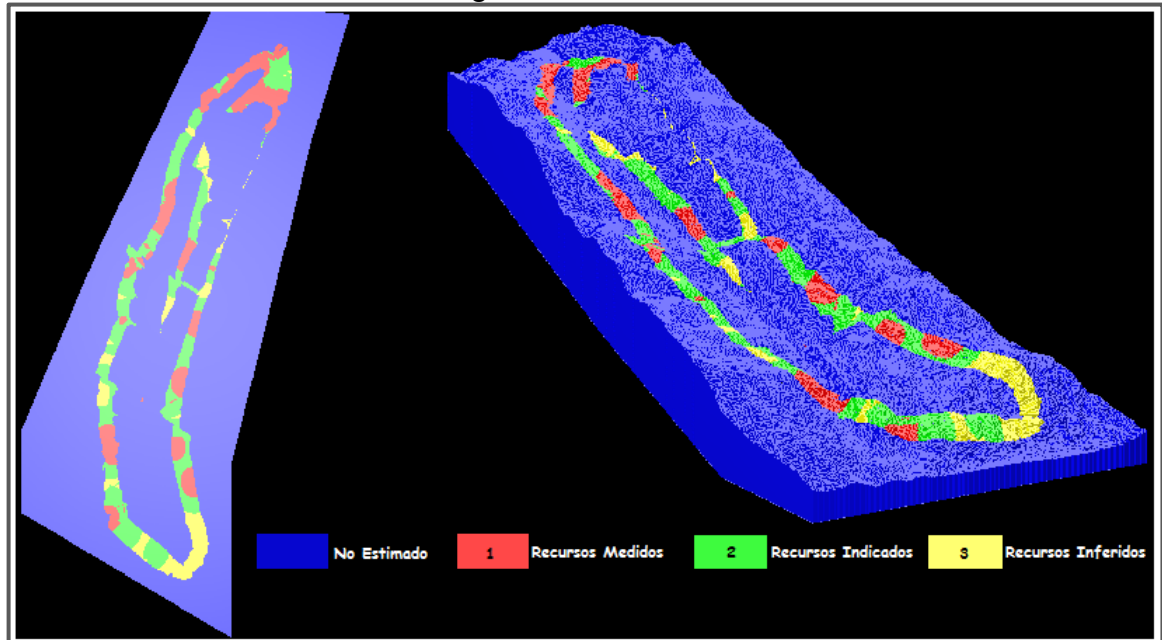 No Estimado
1 Recursos Medidos
2 Recursos Indicados
3 Recursos Inferidos